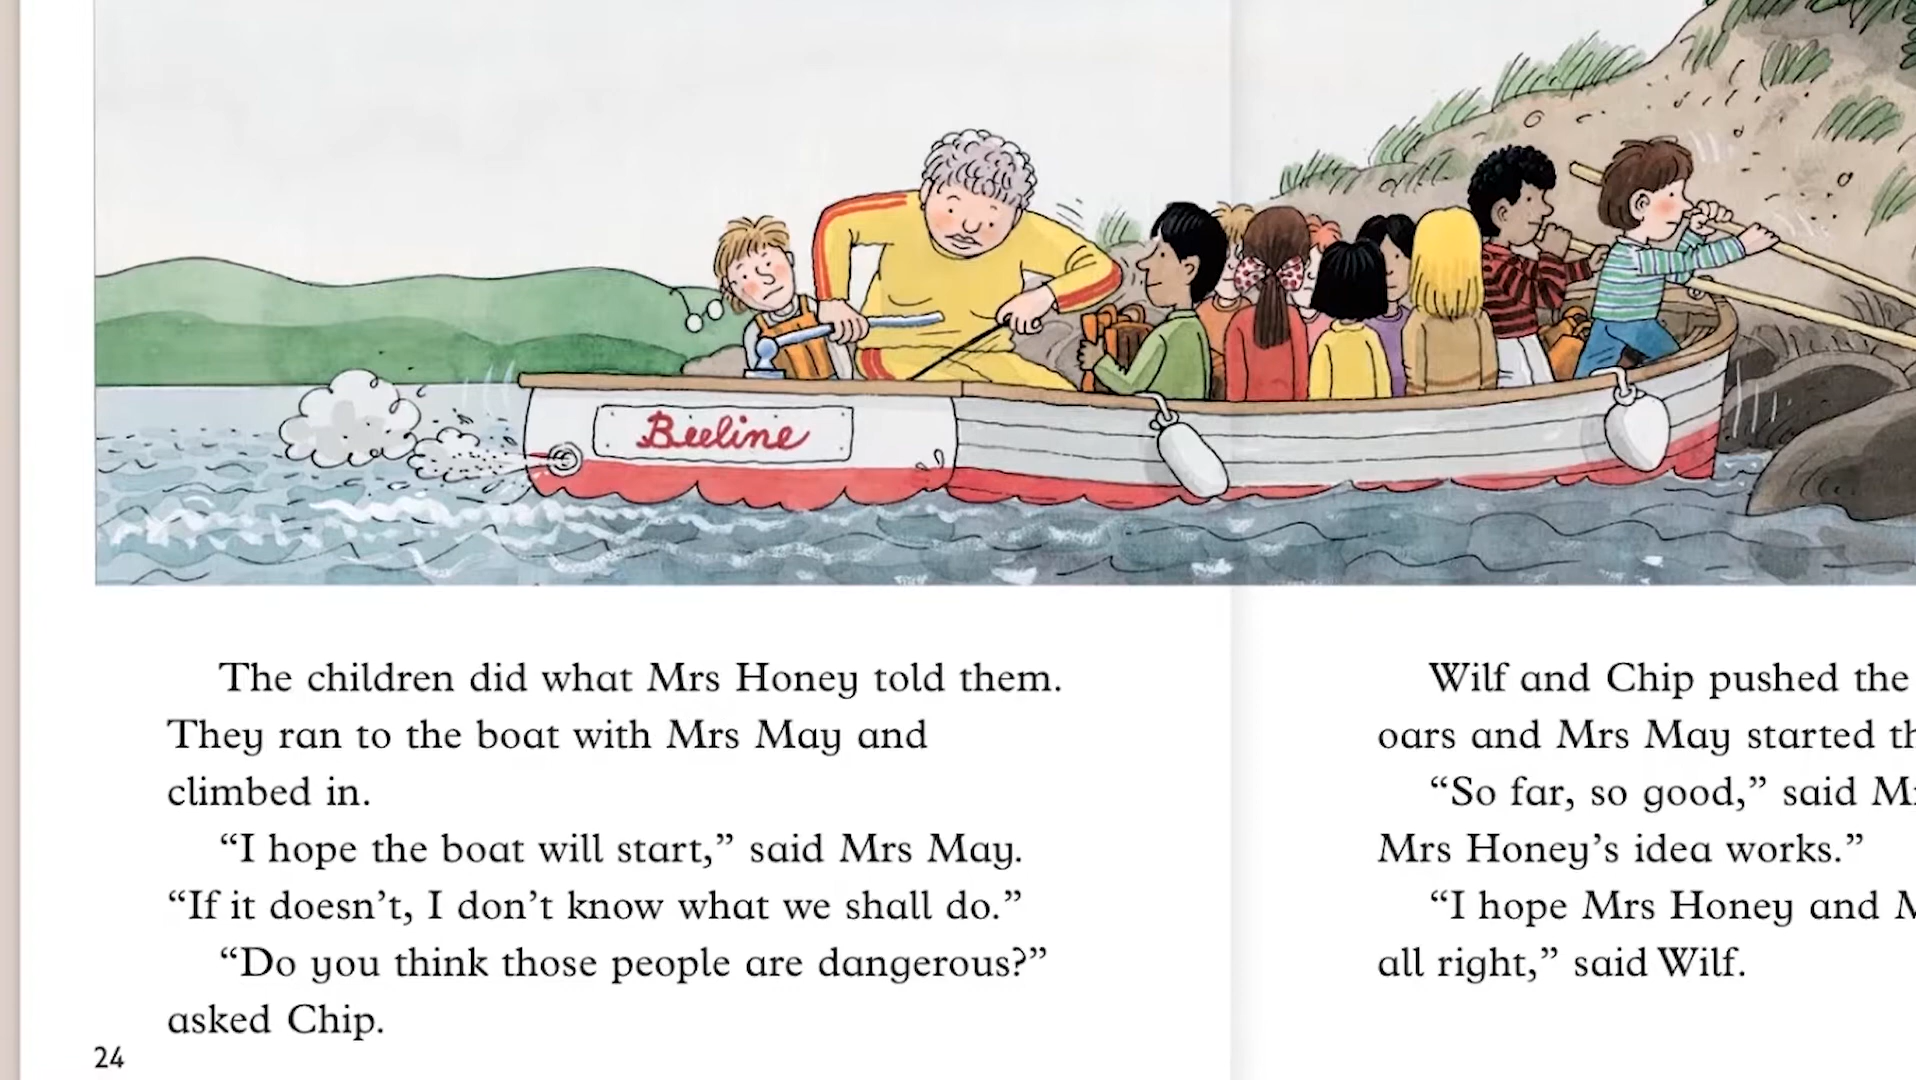 Beeline
The children did what Mrs Honey told them.
They ran to the boat with Mrs May and
climbed in.
“I hope the boat will start,” said Mrs May.
“If it doesn’t, I don’t know what we shall do.”
“Do you think those people are dangerous?”
asked Chip.
24
Wilf and Chip pushed the
oars and Mrs May started
“So far, so good,” said
Mrs Honey’s idea works.”
“I hope Mrs Honey and
all right,” said Wilf.